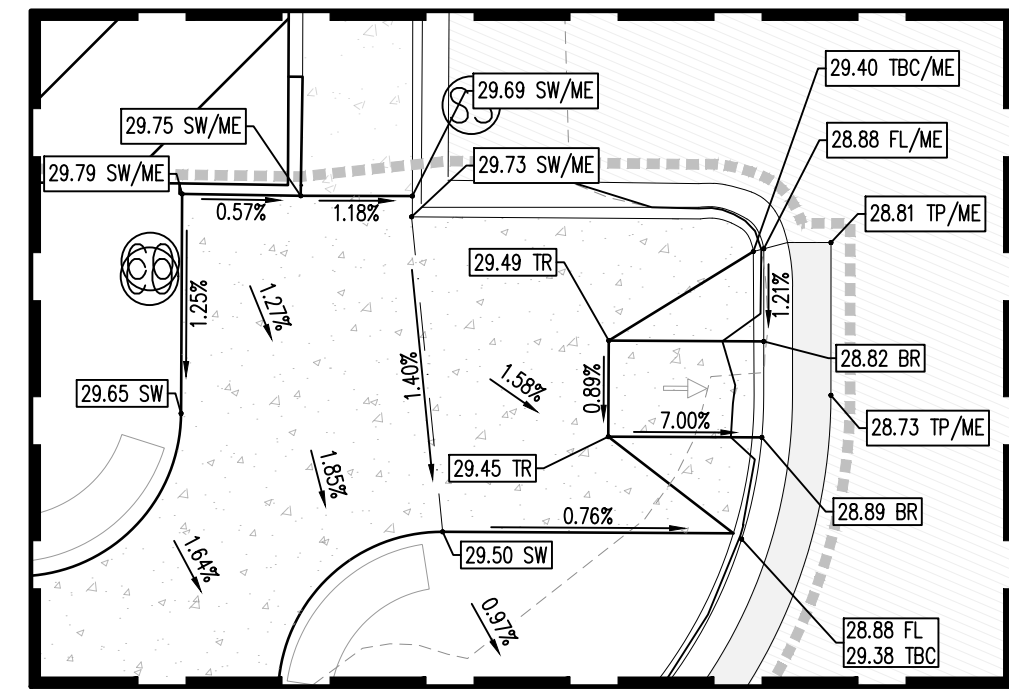 29.40 TBC/ME
29.69 SW/ME
29.75 SW/ME
28.88 FL/ME
29.79 SW/ME
29.73 SW/ME
0.57%
1.18%
28.81 TP/ME
29.49 TR
1.25%
1.27%
1.21%
28.82 BR
1.40%
1.58%
0.89%
29.65 SW
7.00%
28.73 TP/ME
29.45 TR
1.85%
28.89 BR
0.76%
1.64%
29.50 SW
0.97%
28.88 FL
29.38 TBC